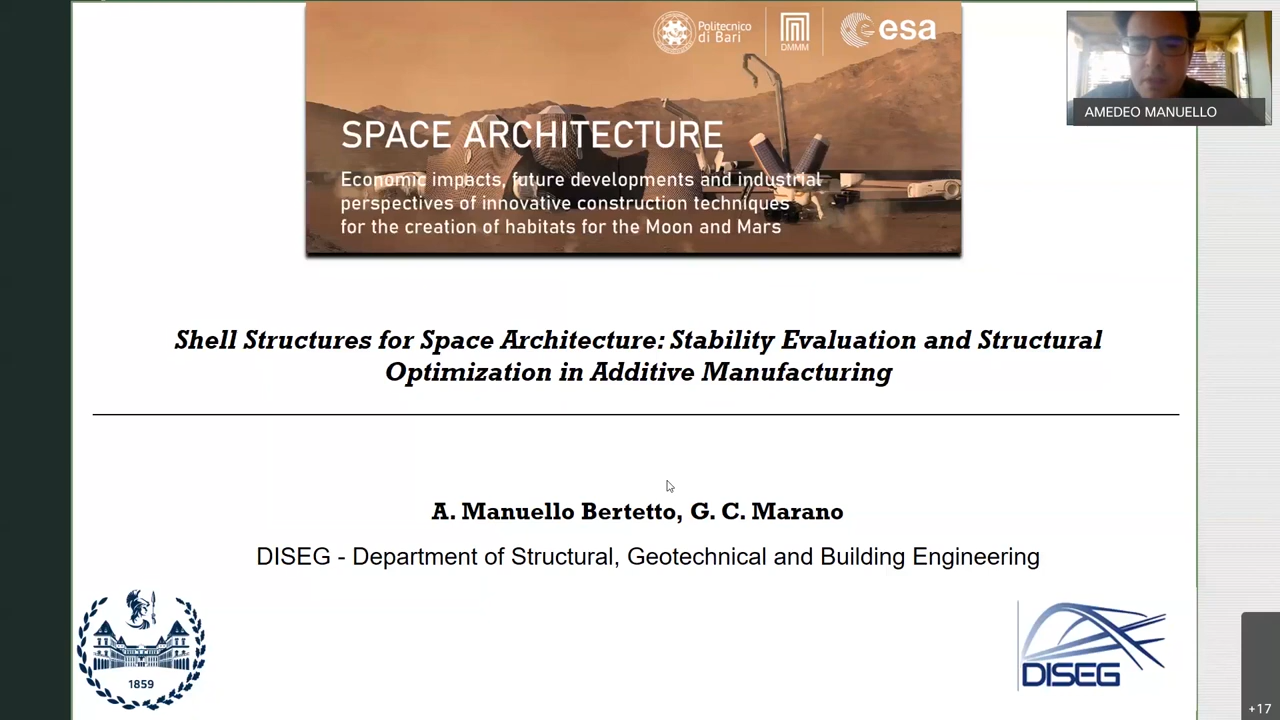 Politecnico
di Bari
DMMM
esa
AMEDEO MANUELLO
SPACE ARCHITECTURE
Economic impacts, future developments and industrial
perspectives of innovative construction techniques
for the creation of habitats for the Moon and Mars
Shell Structures for Space Architecture: Stability Evaluation and Structural
Optimization in Additive Manufacturing
A. Manuello Bertetto, G. C. Marano
DISEG - Department of Structural, Geotechnical and Building Engineering
1859
DISEG
+17